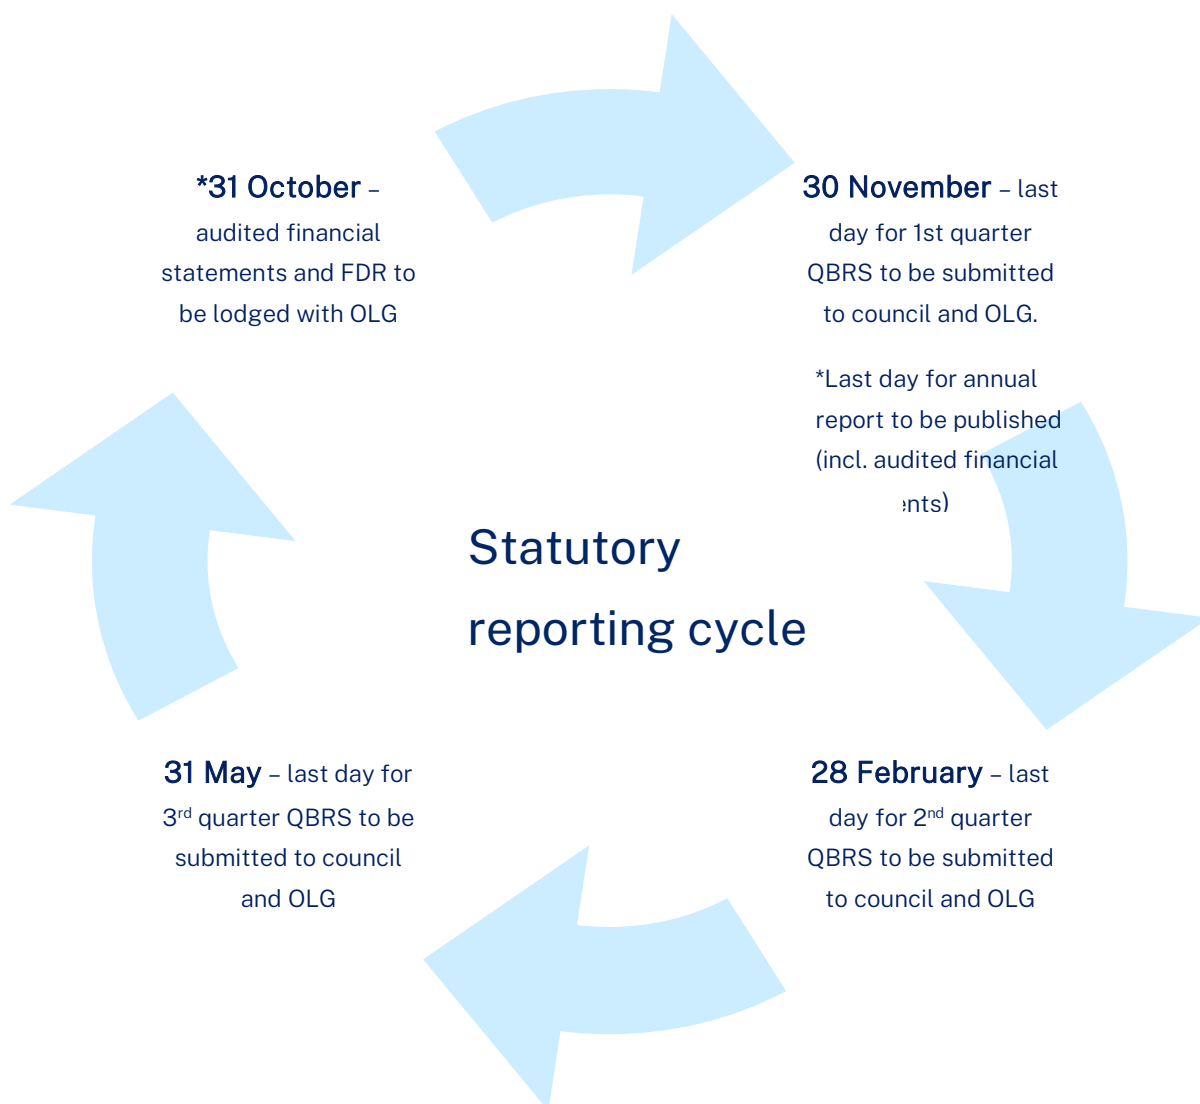 *31 October –
audited financial
statements and FDR to
be lodged with OLG
30 November – last
day for 1st quarter
QBRS to be submitted
to council and OLG.
*Last day for annual
report to be published
(incl. audited financial
ents)
Statutory
reporting cycle
31 May – last day for
3rd quarter QBRS to be
submitted to council
and OLG
28 February – last
day for 2nd quarter
QBRS to be submitted
to council and OLG